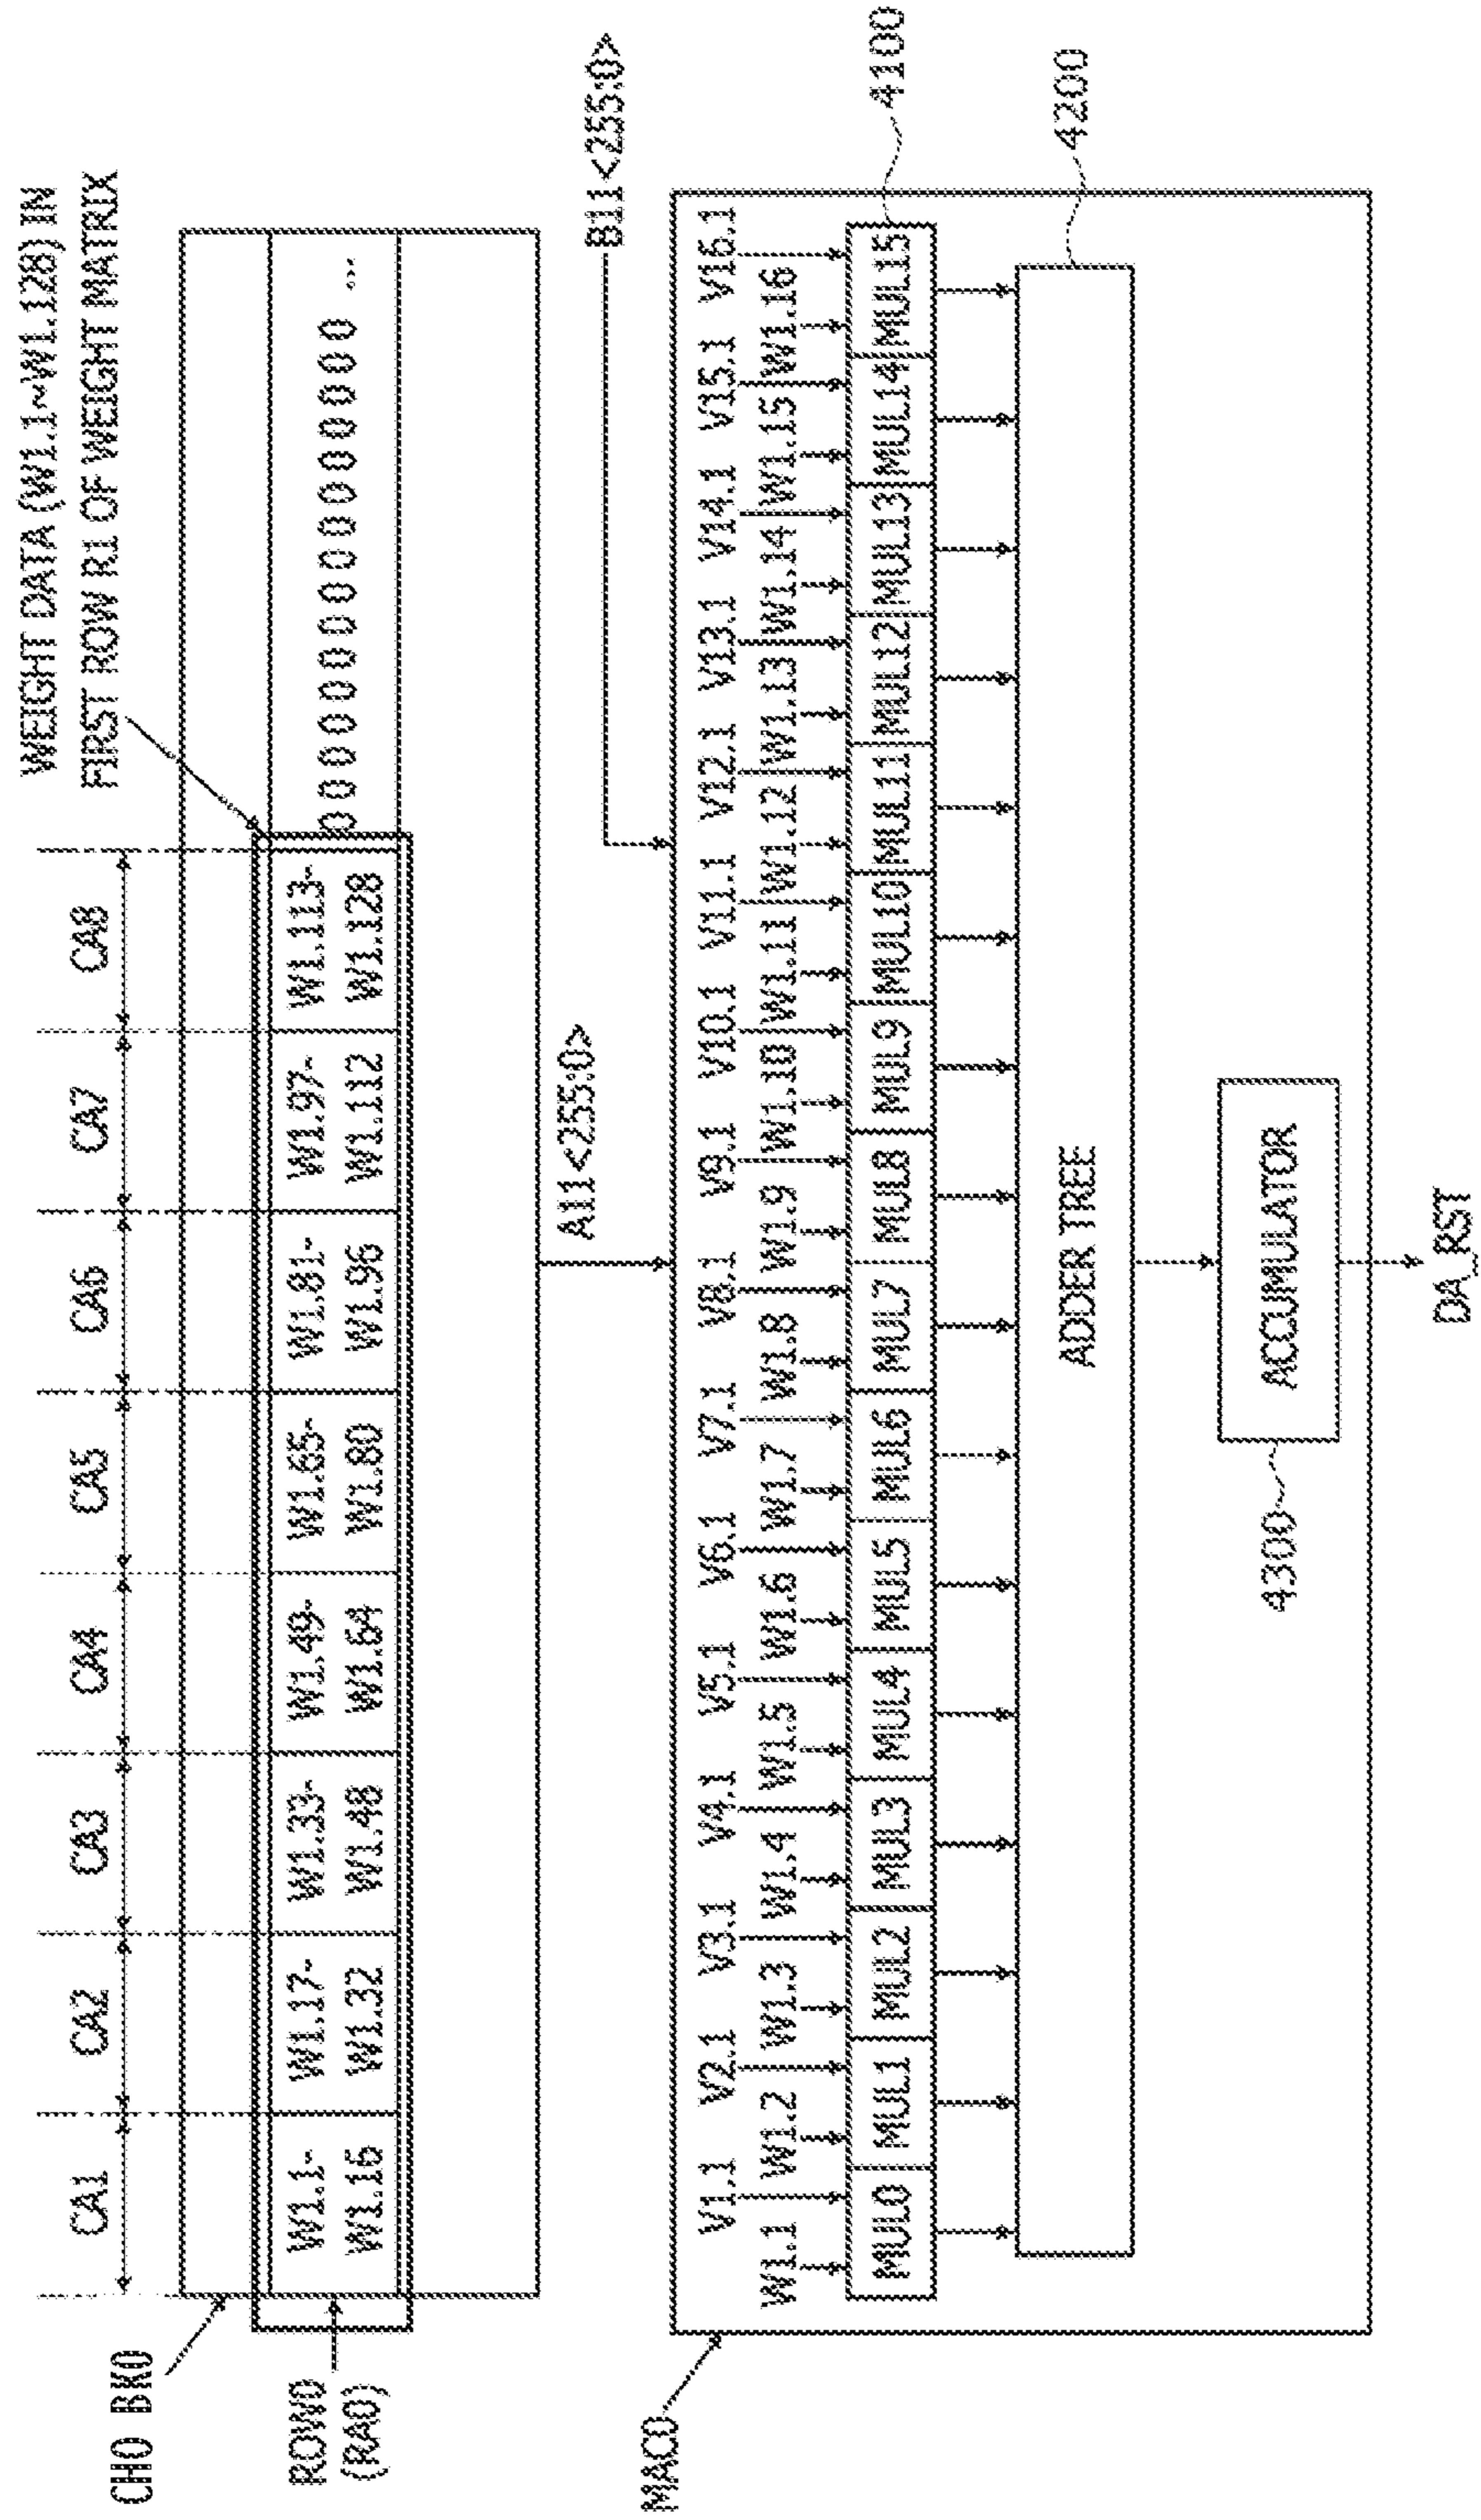 WEIGHT DATA (W1.1~W1.128) IN
FIRST ROW R1 OF WEIGHT MATRIX
CA1 CA2 CA3 CA4 CA5 CA6 CA7 CA8
CH0 BK0
ROW0
(RA0)
W1.1- W1.17- W1.33- W1.49- W1.65- W1.81- W1.97- W1.113-
W1.16 W1.32 W1.48 W1.64 W1.80 W1.96 W1.112 W1.128
0 0 0 0 0 0 0 0 0 0 0 0 0 ...
A11<255:0>
B11<255:0>
MAC0
V1.1 V2.1 V3.1 V4.1 V5.1 V6.1 V7.1 V8.1 V9.1 V10.1 V11.1 V12.1 V13.1 V14.1 V15.1 V16.1
W1.1 W1.2 W1.3 W1.4 W1.5 W1.6 W1.7 W1.8 W1.9 W1.10 W1.11 W1.12 W1.13 W1.14 W1.15 W1.16
MUL0 MUL1 MUL2 MUL3 MUL4 MUL5 MUL6 MUL7 MUL8 MUL9 MUL10 MUL11 MUL12 MUL13 MUL14 MUL15
4100
ADDER TREE
4200
4300
ACCUMULATOR
DA_RST